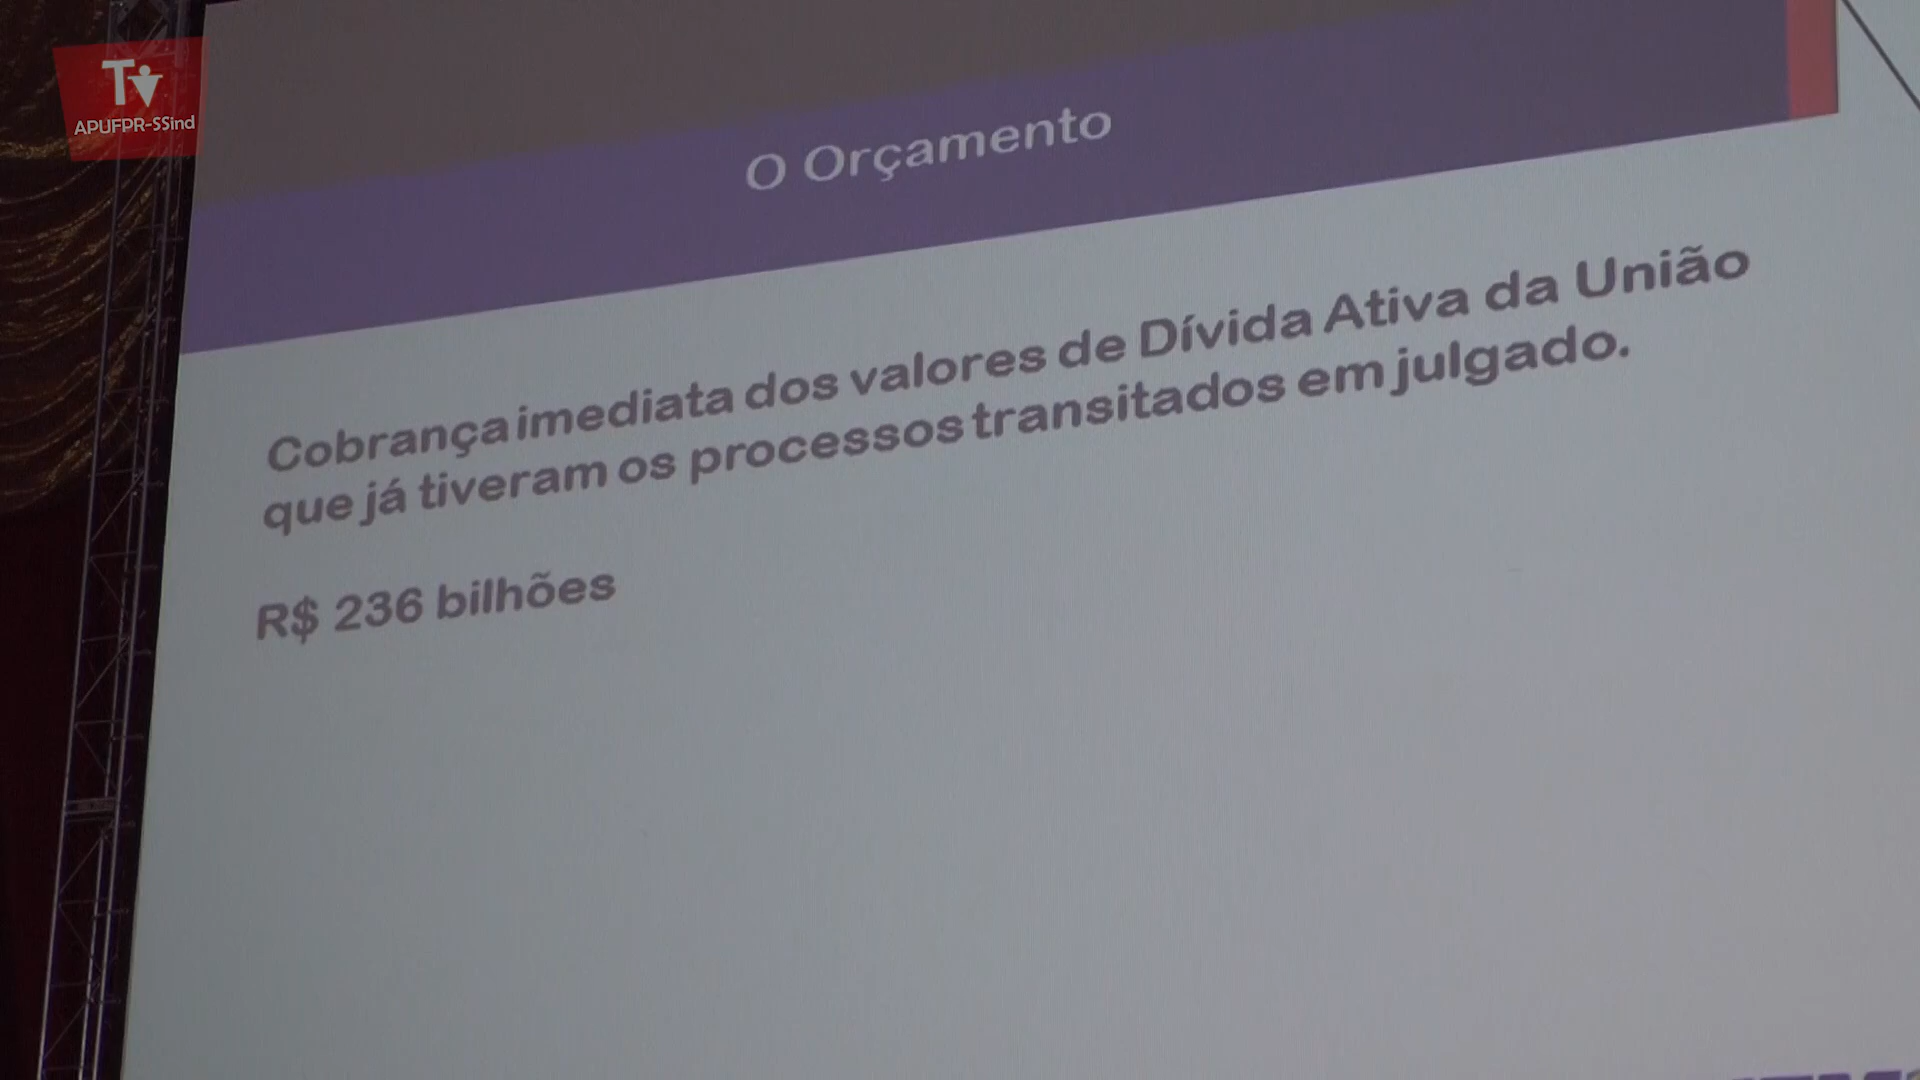 TV
APUFPR-SSind
O Orçamento
Cobrança imediata dos valores de Dívida Ativa da União
que já tiveram os processos transitados em julgado.
R$ 236 bilhões